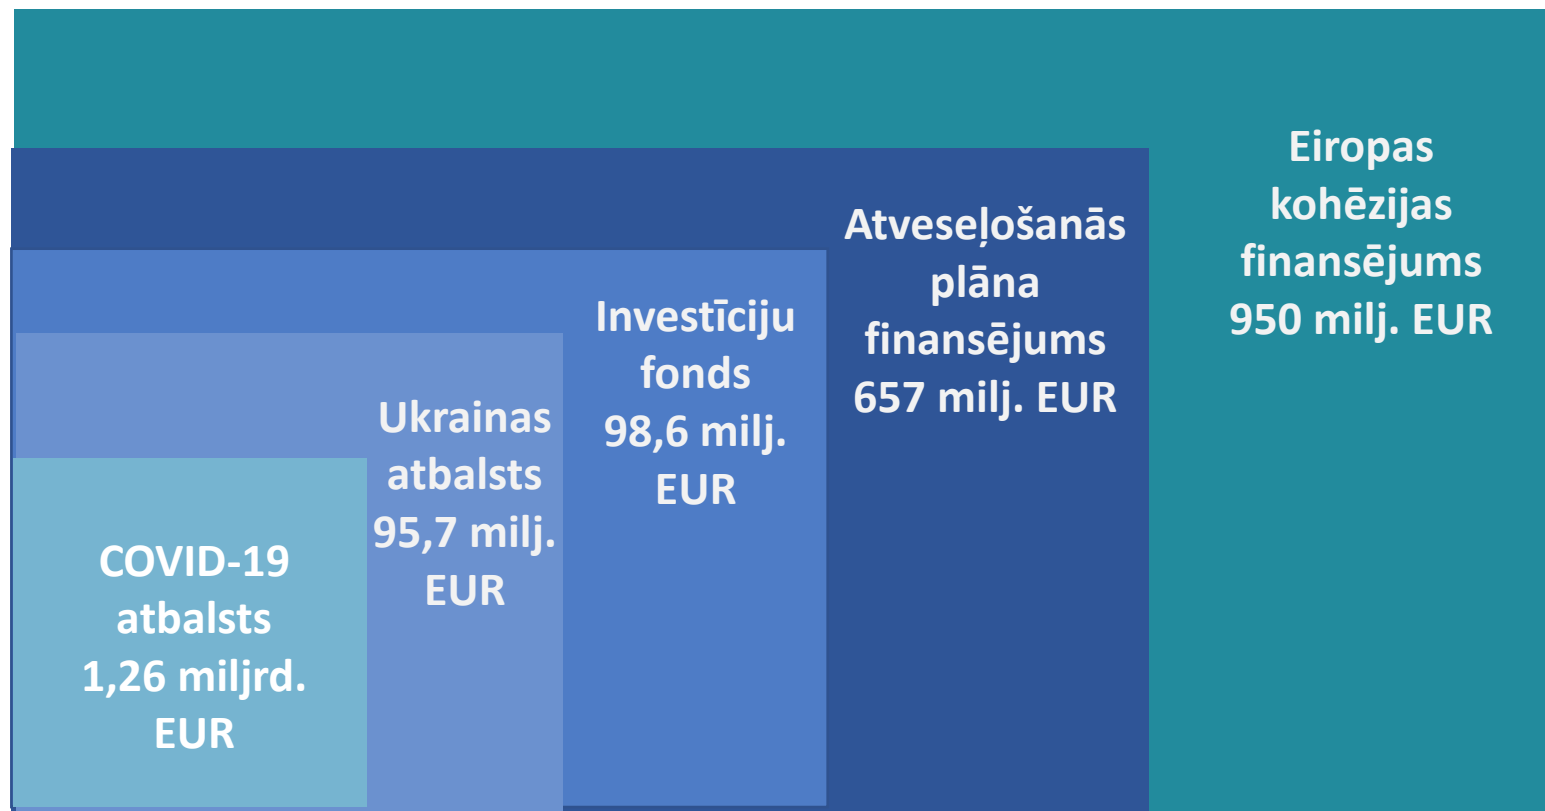 COVID-19
atbalsts
1,26 miljrd.
EUR
Ukrainas
atbalsts
95,7 milj.
EUR
Investīciju
fonds
98,6 milj.
EUR
Atveseļošanās
plāna
finansējums
657 milj. EUR
Eiropas
kohēzijas
finansējums
950 milj. EUR